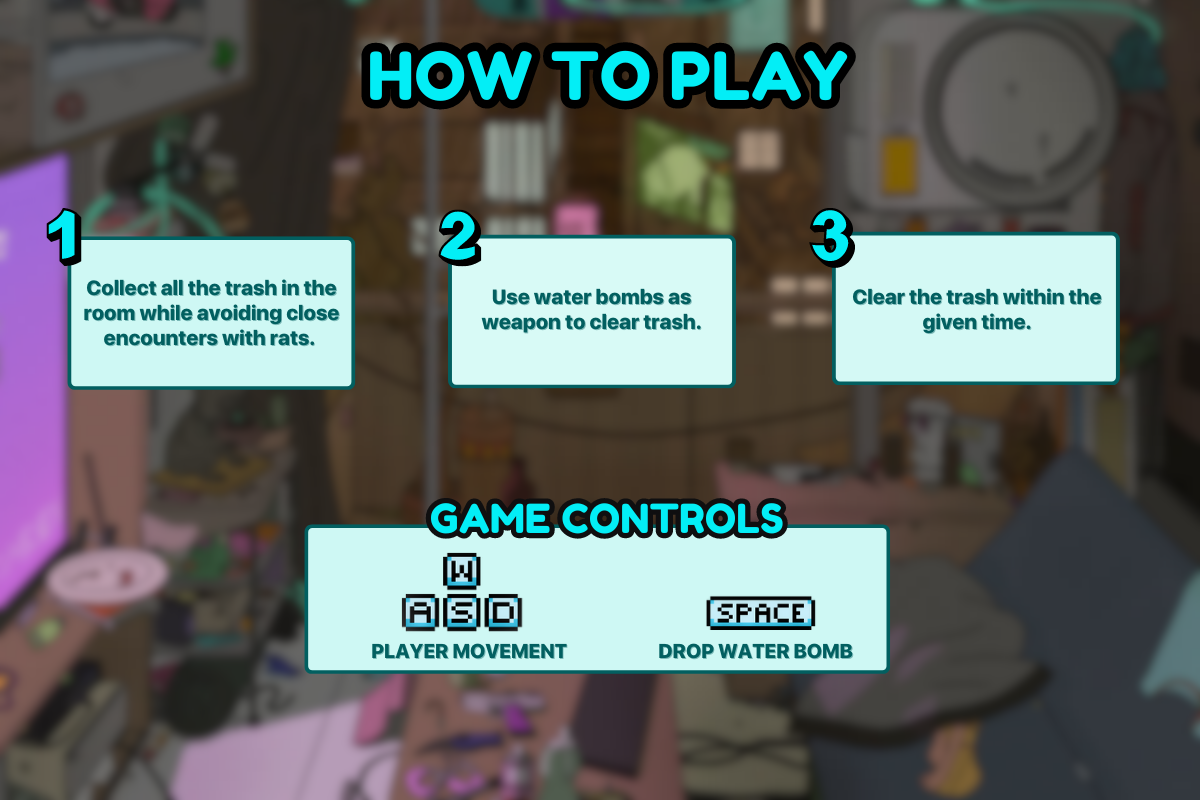 HOW TO PLAY
1
Collect all the trash in the
room while avoiding close
encounters with rats.
2
Use water bombs as
weapon to clear trash.
3
Clear the trash within the
given time.
GAME CONTROLS
W
A S D
PLAYER MOVEMENT
SPACE
DROP WATER BOMB